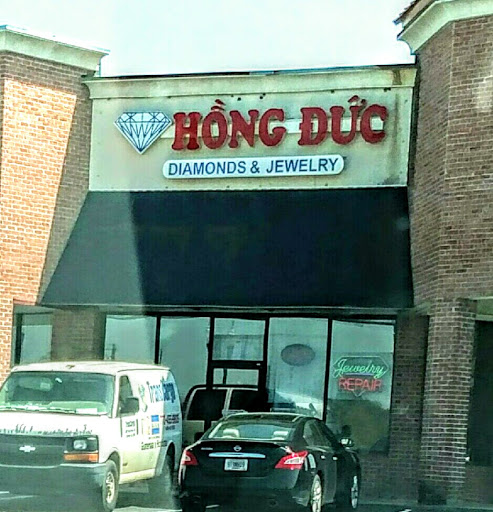 HỒNG ĐỨC
DIAMONDS & JEWELRY
Jewelry
REPAIR